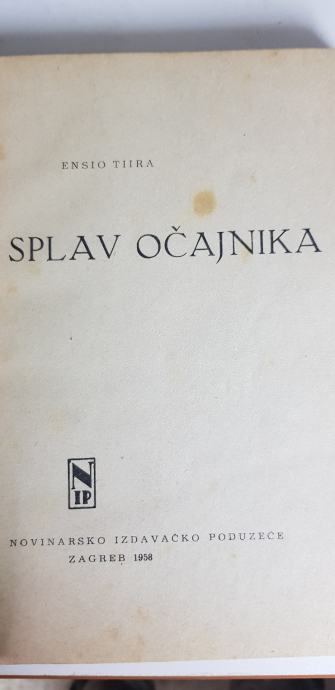 ENSIO TIIRA
SPLAV OČAJNIKA
N
IP
NOVINARSKO IZDAVAČKO PODUZEĆE
ZAGREB 1958